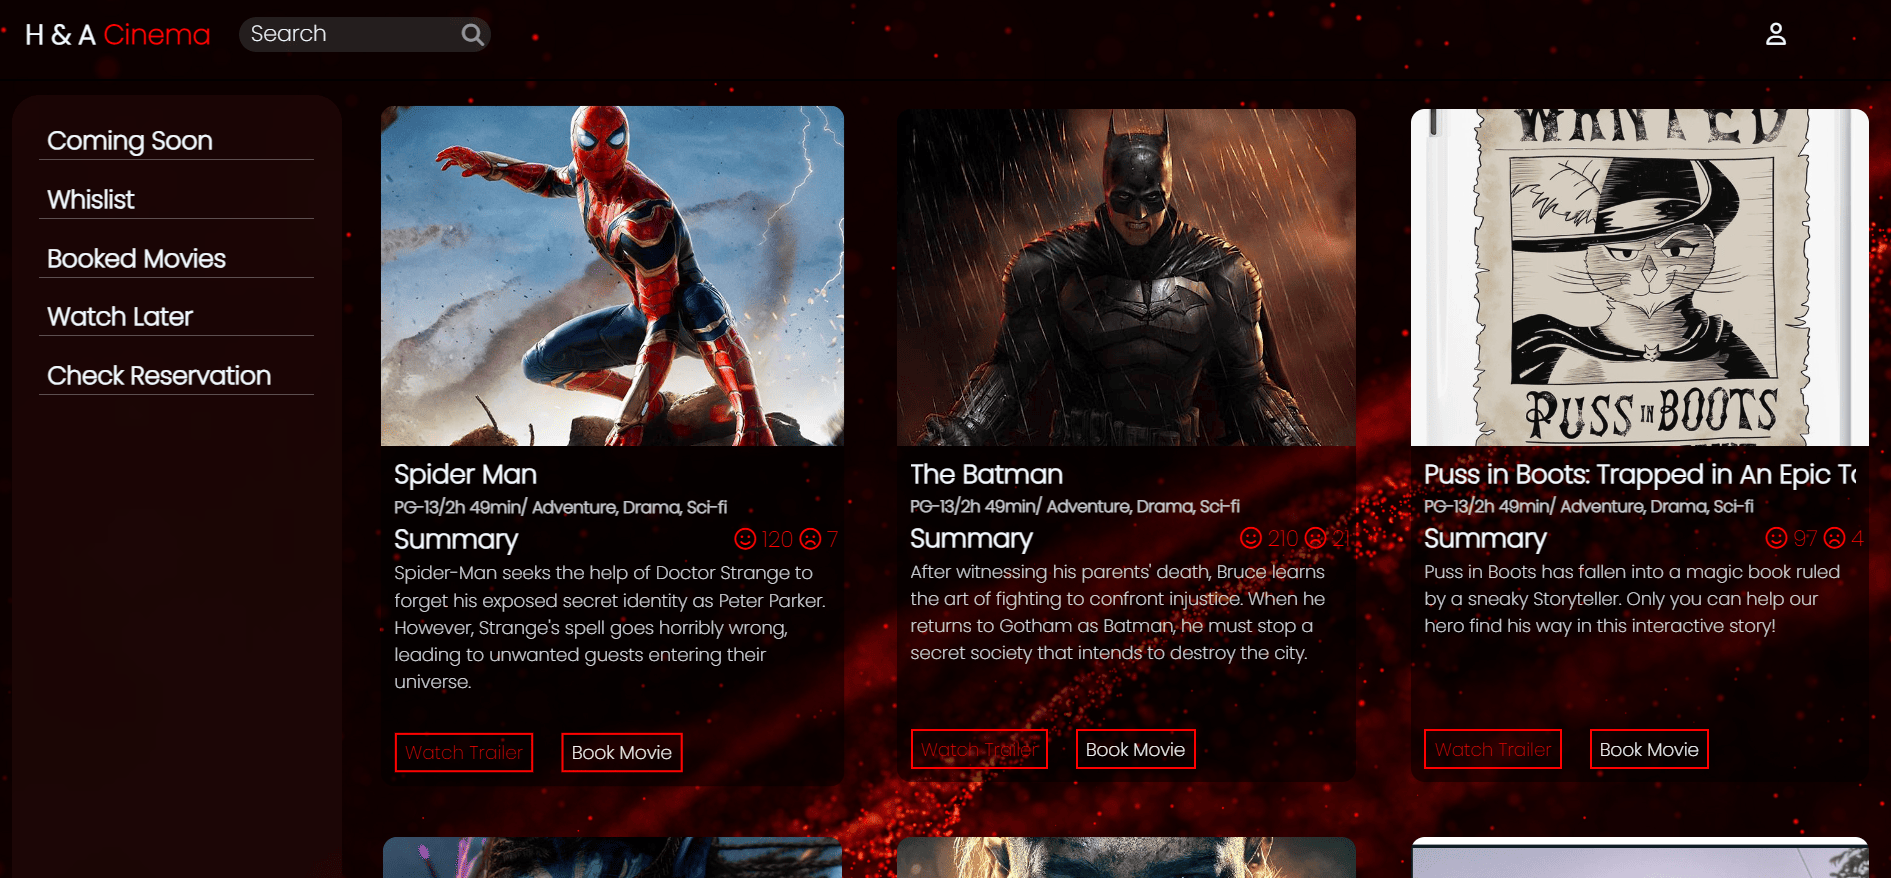 H & A Cinema
Search
Coming Soon
Whislist
Booked Movies
Watch Later
Check Reservation
Spider Man
PG-13/2h 49min/ Adventure, Drama, Sci-fi
Summary
120 7
Spider-Man seeks the help of Doctor Strange to
forget his exposed secret identity as Peter Parker.
However, Strange's spell goes horribly wrong,
leading to unwanted guests entering their
universe.
Watch Trailer
Book Movie
The Batman
PG-13/2h 49min/ Adventure, Drama, Sci-fi
Summary
210 21
After witnessing his parents' death, Bruce learns
the art of fighting to confront injustice. When he
returns to Gotham as Batman, he must stop a
secret society that intends to destroy the city.
Watch Trailer
Book Movie
WANTED
PUSS IN BOOTS
Puss in Boots: Trapped in An Epic
PG-13/2h 49min/ Adventure, Drama, Sci-fi
Summary
97 4
Puss in Boots has fallen into a magic book ruled
by a sneaky Storyteller. Only you can help our
hero find his way in this interactive story!
Watch Trailer
Book Movie